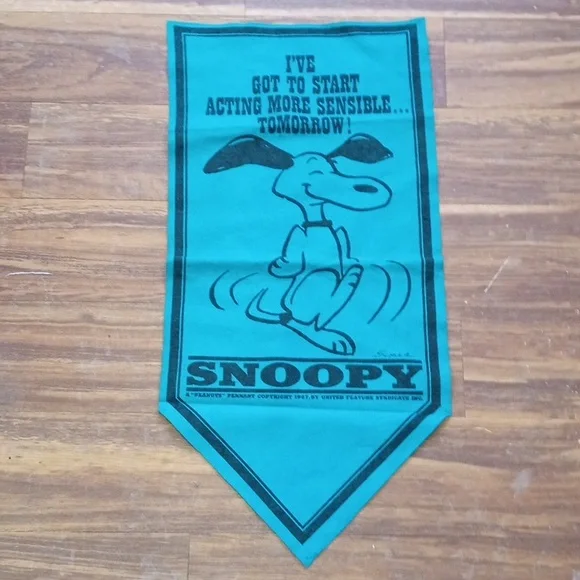 I'VE
GOT TO START
ACTING MORE SENSIBLE...
TOMORROW!
SNOOPY
A "PEANUTS" PENNANT COPYRIGHT 1967, BY UNITED FEATURE SYNDICATE INC.